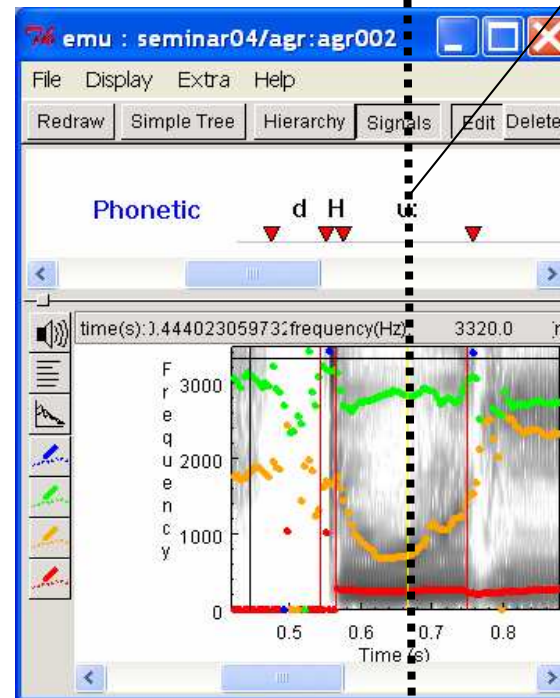 emu : seminar04/agr:agr002
File Display Extra Help
Redraw Simple Tree Hierarchy Signals Edit Delete
Phonetic d H u:
time(s): frequency(Hz) 3320.0
Frequency
3000
2000
1000
0
0.5 0.6 0.7 0.8
Time (s)